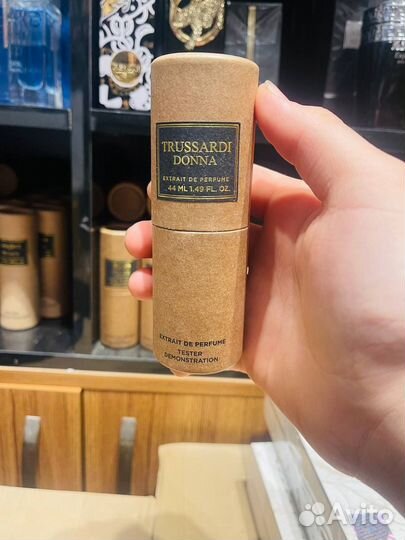 TRUSSARDI
DONNA
EXTRAIT DE PERFUME
44 ML 1.49 FL. OZ.
EXTRAIT DE PERFUME
TESTER
DEMONSTRATION
Avito